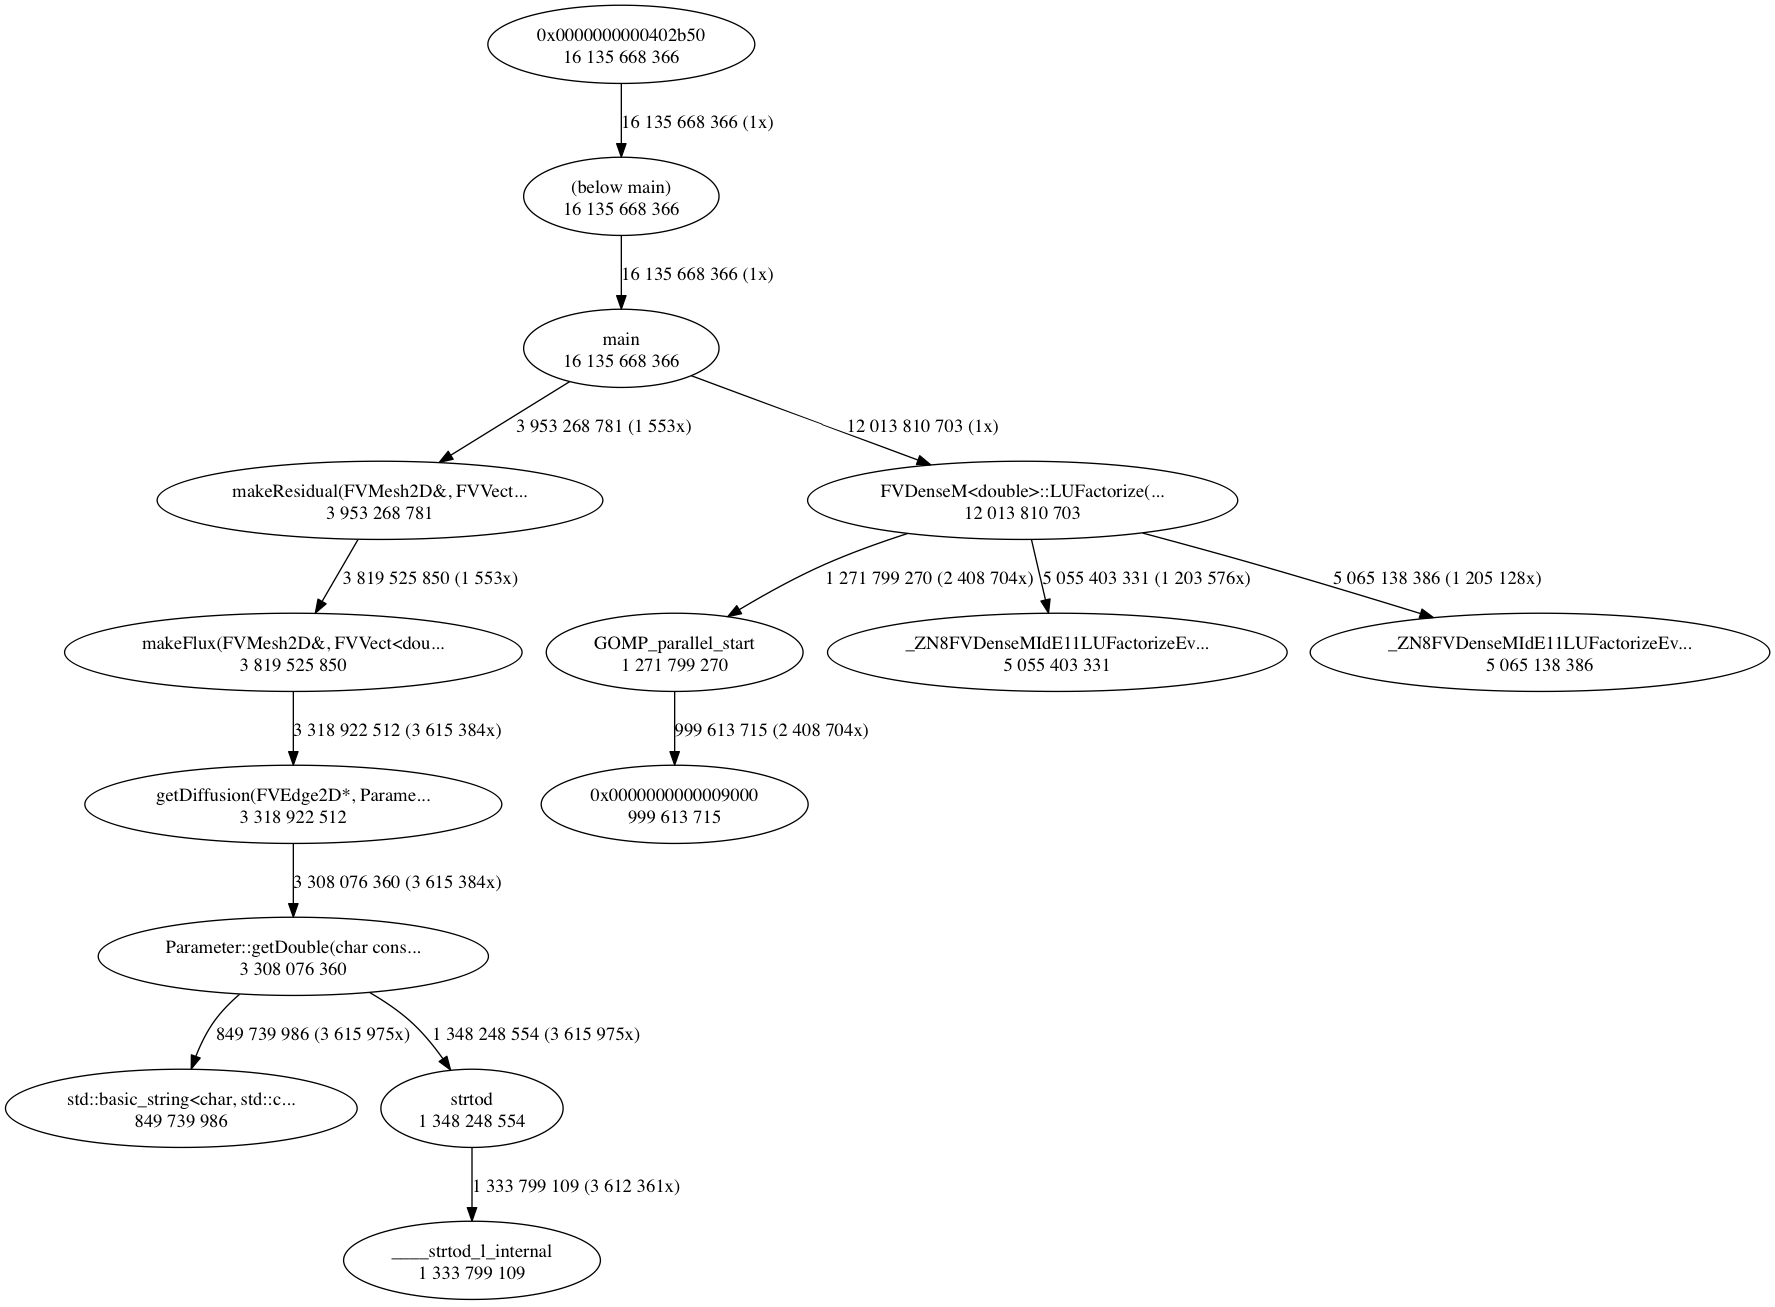 0x0000000000402b50
16 135 668 366
16 135 668 366 (1x)
(below main)
16 135 668 366
16 135 668 366 (1x)
main
16 135 668 366
3 953 268 781 (1 553x)
12 013 810 703 (1x)
makeResidual(FVMesh2D&, FVVect...
3 953 268 781
FVDenseM<double>::LUFactorize(...
12 013 810 703
3 819 525 850 (1 553x)
1 271 799 270 (2 408 704x)
5 055 403 331 (1 203 576x)
5 065 138 386 (1 205 128x)
makeFlux(FVMesh2D&, FVVect<dou...
3 819 525 850
GOMP_parallel_start
1 271 799 270
_ZN8FVDenseMIdE11LUFactorizeEv...
5 055 403 331
_ZN8FVDenseMIdE11LUFactorizeEv...
5 065 138 386
3 318 922 512 (3 615 384x)
999 613 715 (2 408 704x)
getDiffusion(FVEdge2D*, Parame...
3 318 922 512
0x0000000000009000
999 613 715
3 308 076 360 (3 615 384x)
Parameter::getDouble(char cons...
3 308 076 360
849 739 986 (3 615 975x)
1 348 248 554 (3 615 975x)
std::basic_string<char, std::c...
849 739 986
strtod
1 348 248 554
1 333 799 109 (3 612 361x)
____strtod_l_internal
1 333 799 109